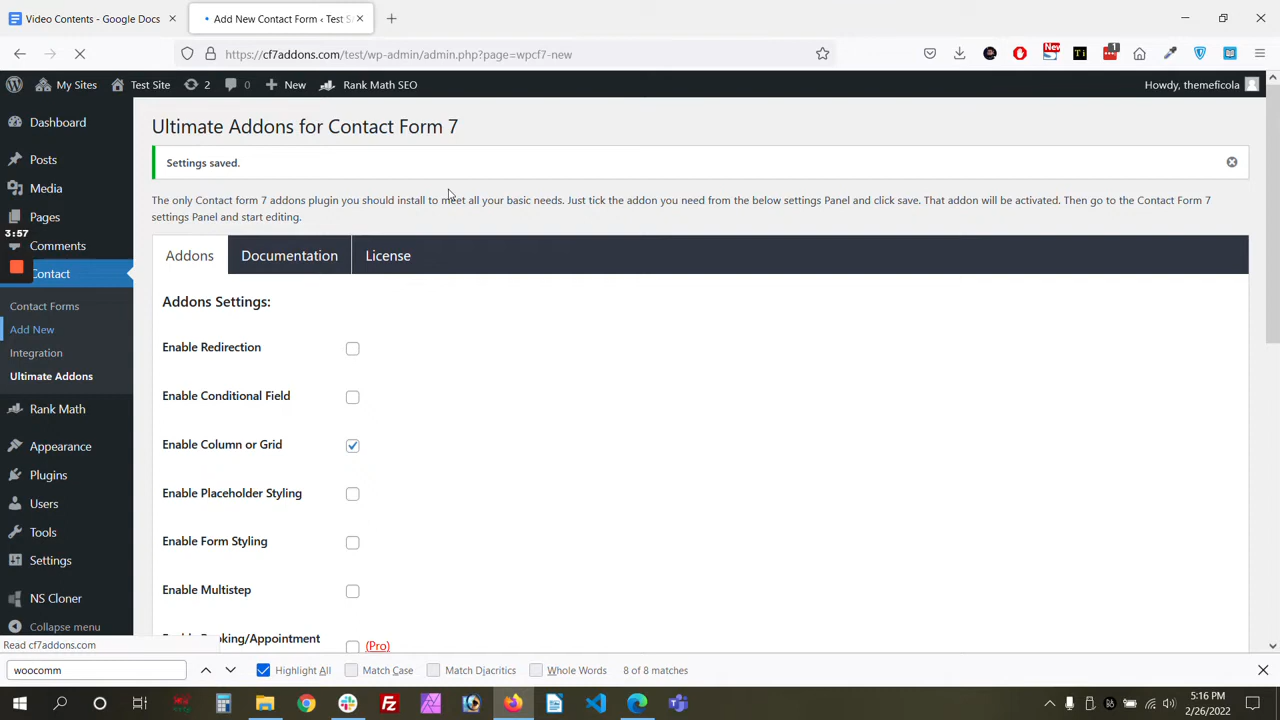 Video Contents - Google Docs
Add New Contact Form ‹ Test S
https://cf7addons.com/test/wp-admin/admin.php?page=wpcf7-new
New
1
Ti
My Sites
Test Site
2
0
New
Rank Math SEO
Howdy, themeficola
Dashboard
Posts
Media
Pages
3:57
Comments
Contact
Contact Forms
Add New
Integration
Ultimate Addons
Rank Math
Appearance
Plugins
Users
Tools
Settings
NS Cloner
Collapse menu
Read cf7addons.com
Ultimate Addons for Contact Form 7
Settings saved.
The only Contact form 7 addons plugin you should install to meet all your basic needs. Just tick the addon you need from the below settings Panel and click save. That addon will be activated. Then go to the Contact Form 7
settings Panel and start editing.
Addons
Documentation
License
Addons Settings:
Enable Redirection
Enable Conditional Field
Enable Column or Grid
Enable Placeholder Styling
Enable Form Styling
Enable Multistep
Enable Booking/Appointment
(Pro)
woocomm
Highlight All
Match Case
Match Diacritics
Whole Words
8 of 8 matches
5:16 PM
2/26/2022